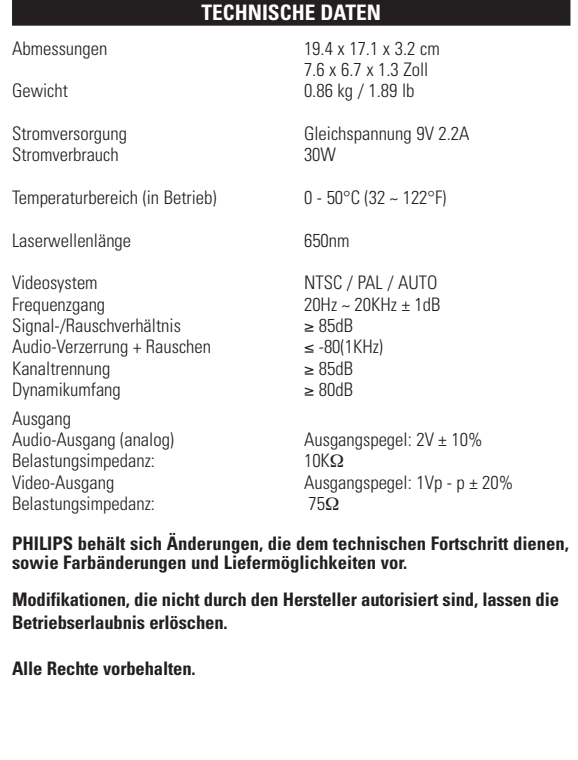 TECHNISCHE DATEN
Abmessungen 19.4 x 17.1 x 3.2 cm
7.6 x 6.7 x 1.3 Zoll
Gewicht 0.86 kg / 1.89 lb
Stromversorgung Gleichspannung 9V 2.2A
Stromverbrauch 30W
Temperaturbereich (in Betrieb) 0 - 50°C (32 ~ 122°F)
Laserwellenlänge 650nm
Videosystem NTSC / PAL / AUTO
Frequenzgang 20Hz ~ 20KHz ± 1dB
Signal-/Rauschverhältnis ≥ 85dB
Audio-Verzerrung + Rauschen ≤ -80(1KHz)
Kanaltrennung ≥ 85dB
Dynamikumfang ≥ 80dB
Ausgang
Audio-Ausgang (analog) Ausgangspegel: 2V ± 10%
Belastungsimpedanz: 10KΩ
Video-Ausgang Ausgangspegel: 1Vp - p ± 20%
Belastungsimpedanz: 75Ω
PHILIPS behält sich Änderungen, die dem technischen Fortschritt dienen,
sowie Farbänderungen und Liefermöglichkeiten vor.
Modifikationen, die nicht durch den Hersteller autorisiert sind, lassen die
Betriebserlaubnis erlöschen.
Alle Rechte vorbehalten.